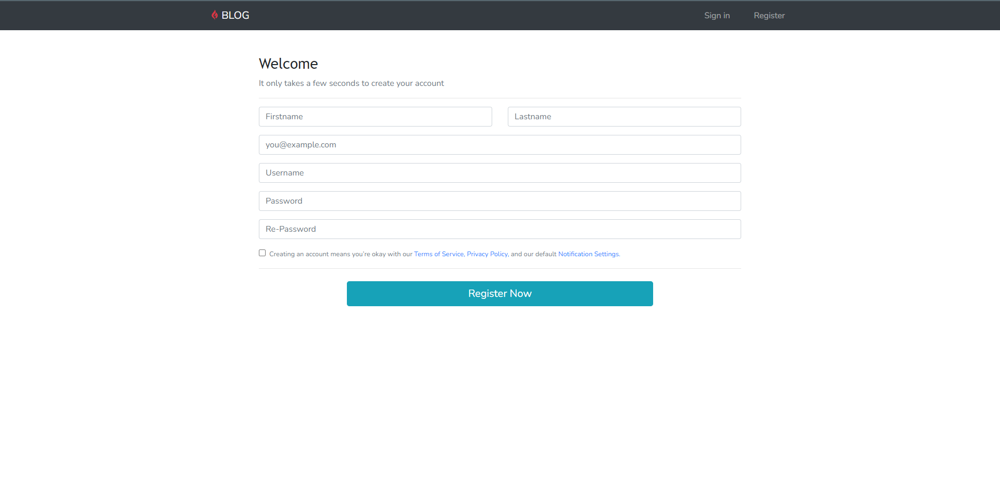 BLOG
Sign in
Register
Welcome
It only takes a few seconds to create your account
Firstname
Lastname
you@example.com
Username
Password
Re-Password
Creating an account means you're okay with our Terms of Service, Privacy Policy, and our default Notification Settings.
Register Now